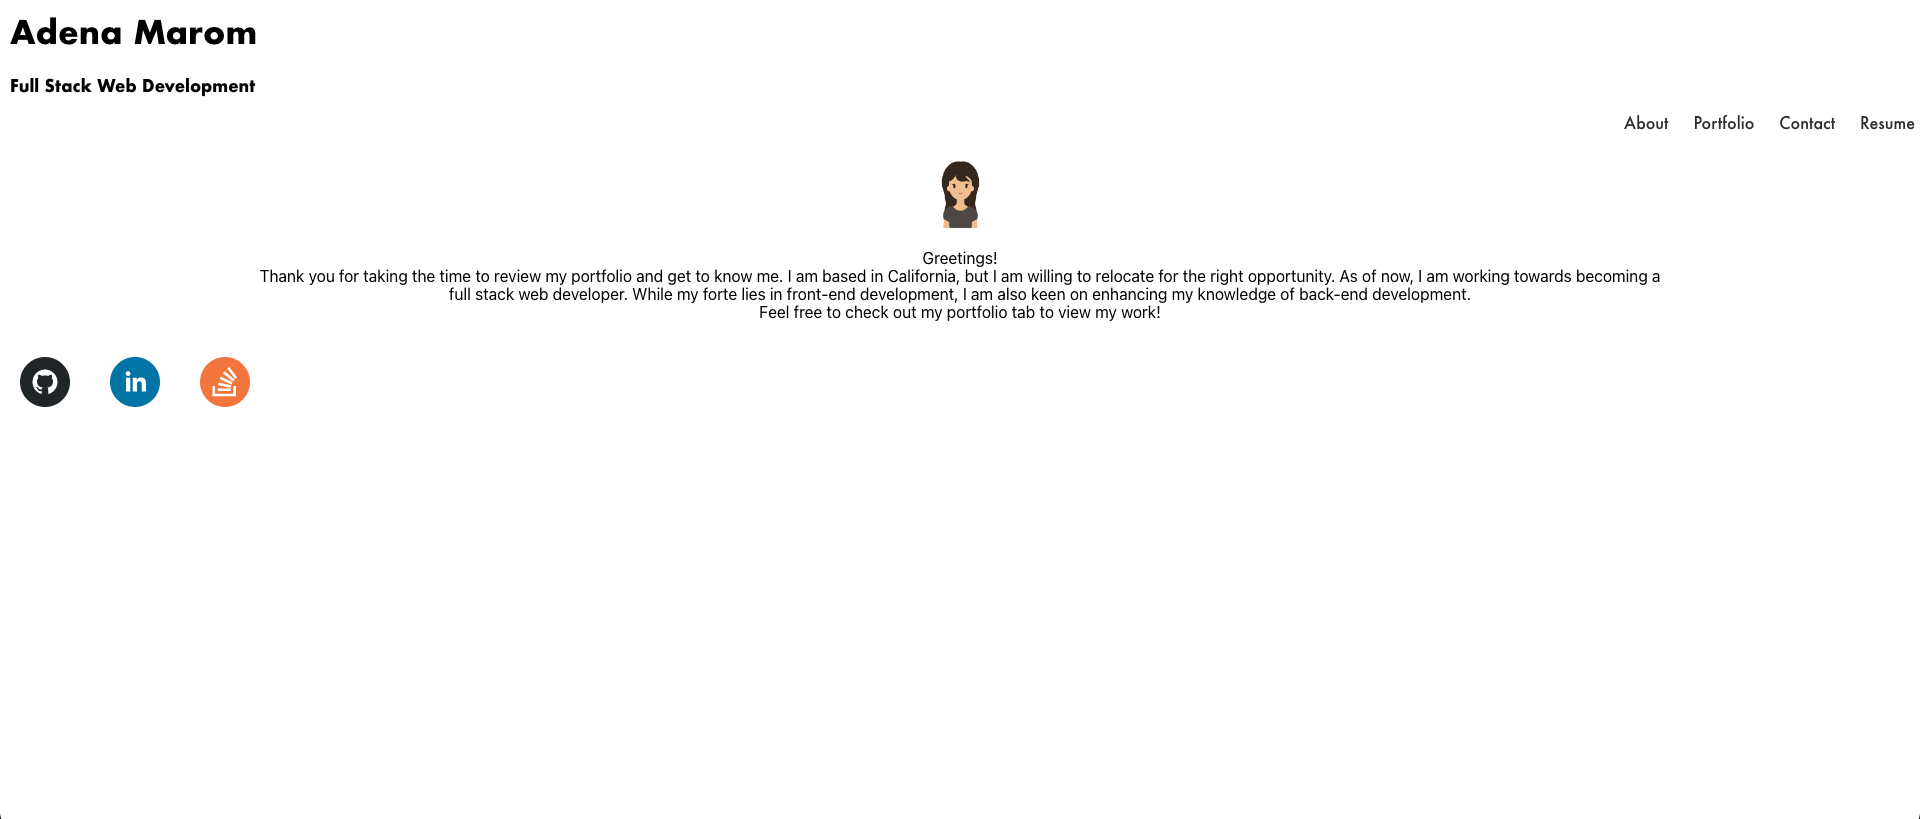 Adena Marom
Full Stack Web Development
About Portfolio Contact Resume
Greetings!
Thank you for taking the time to review my portfolio and get to know me. I am based in California, but I am willing to relocate for the right opportunity. As of now, I am working towards becoming a
full stack web developer. While my forte lies in front-end development, I am also keen on enhancing my knowledge of back-end development.
Feel free to check out my portfolio tab to view my work!
in